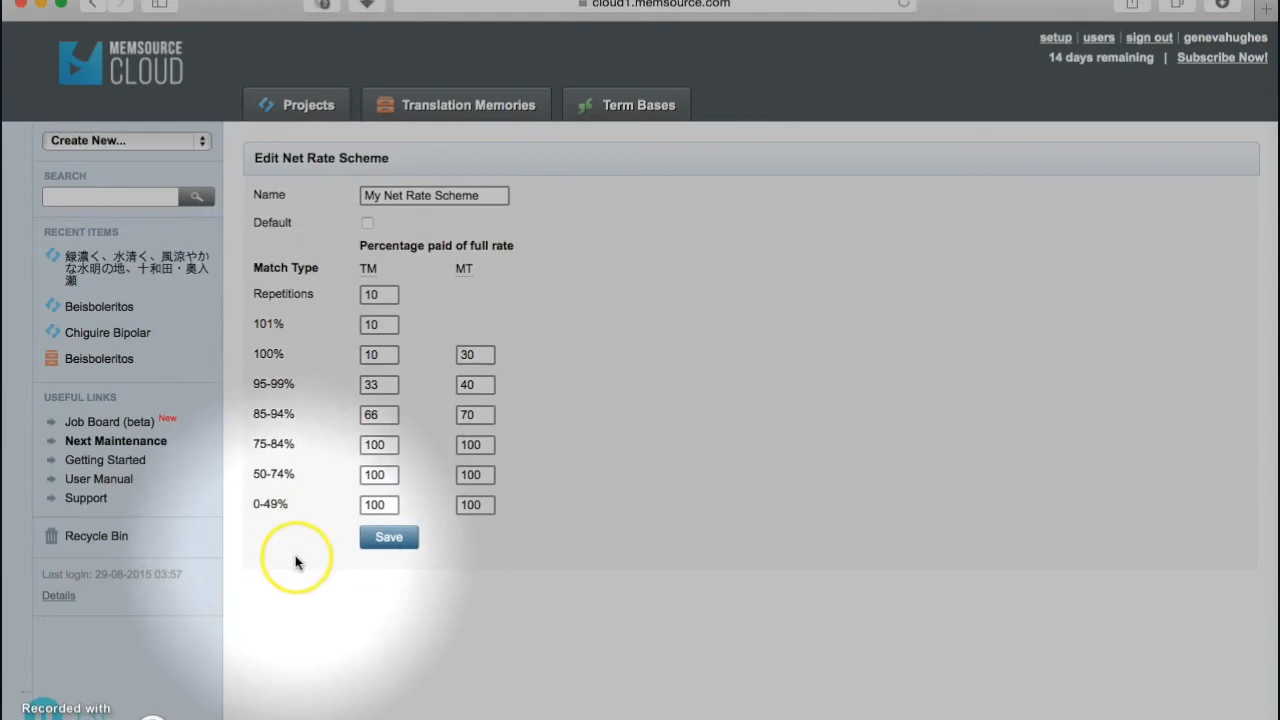 cloud1.memsource.com
MEMSOURCE
CLOUD
setup | users | sign out | genevahughes
14 days remaining | Subscribe Now!
Projects
Translation Memories
Term Bases
Create New...
SEARCH
RECENT ITEMS
緑濃く、水清く、風涼やか
な水明の地、十和田・奥入
瀬
Beisboleritos
Chiguire Bipolar
Beisboleritos
USEFUL LINKS
Job Board (beta) New
Next Maintenance
Getting Started
User Manual
Support
Recycle Bin
Last login: 29-08-2015 03:57
Details
Edit Net Rate Scheme
Name My Net Rate Scheme
Default
Percentage paid of full rate
Match Type TM MT
Repetitions 10
101% 10
100% 10 30
95-99% 33 40
85-94% 66 70
75-84% 100 100
50-74% 100 100
0-49% 100 100
Save
Recorded with